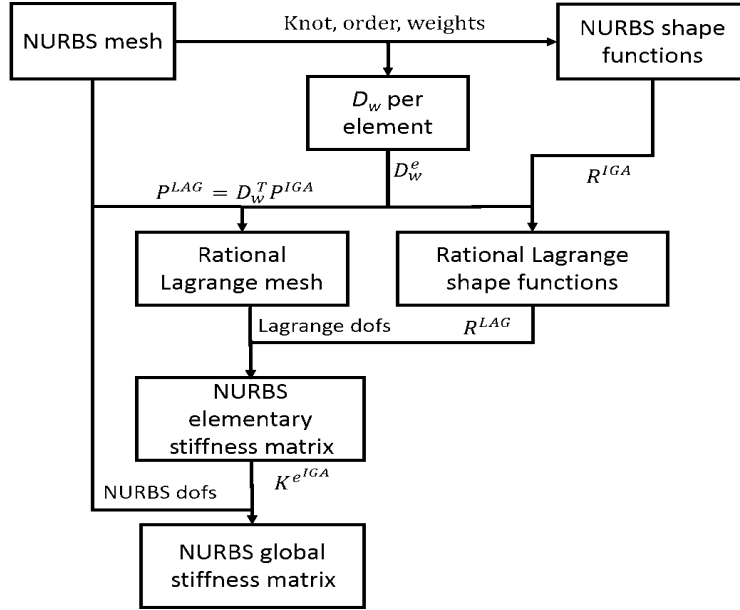 NURBS mesh
Knot, order, weights
NURBS shape
functions
D_w per
element
D_w^e
R^{IGA}
P^{LAG} = D_w^T P^{IGA}
Rational
Lagrange mesh
Rational Lagrange
shape functions
Lagrange dofs
R^{LAG}
NURBS
elementary
stiffness matrix
K^{e^{IGA}}
NURBS dofs
NURBS global
stiffness matrix